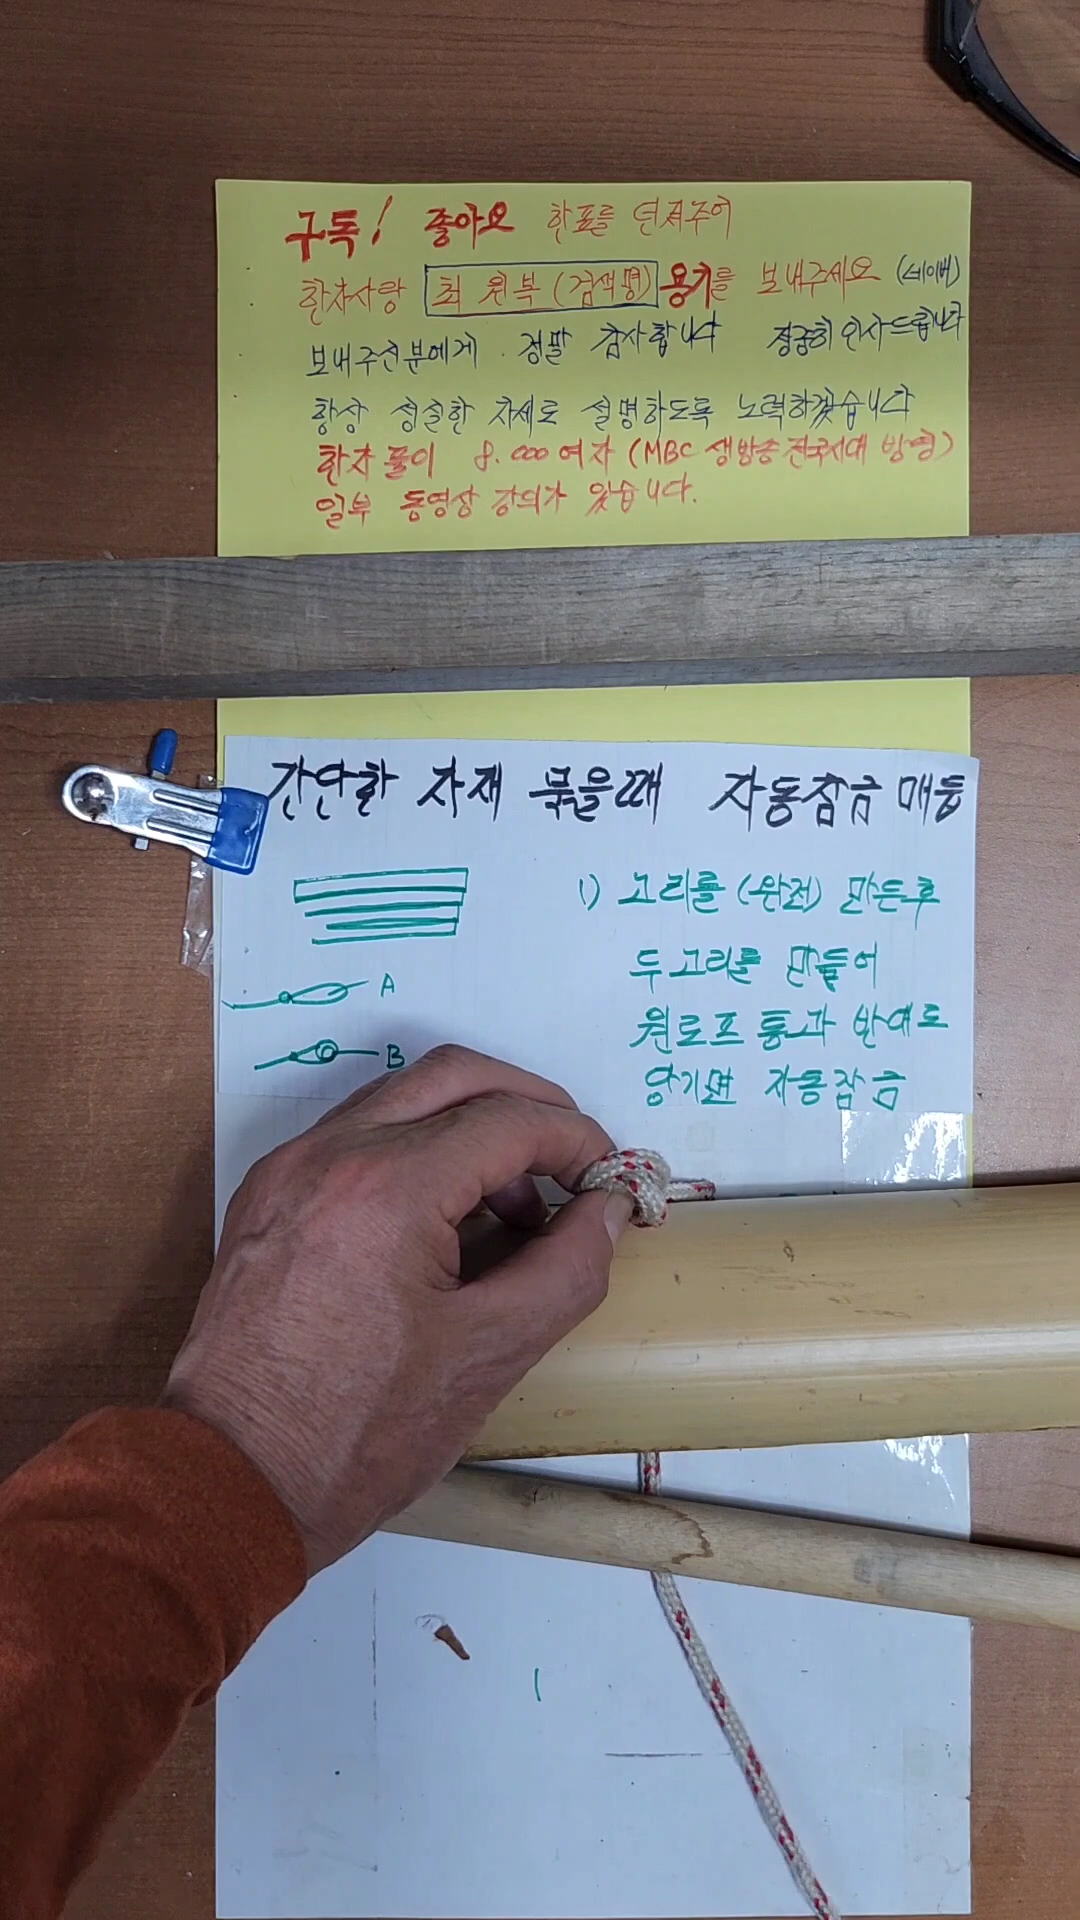 구독! 좋아요 한표를 던져주어
한자사랑 최원복(검색명) 용기를 보내주세요 (네이버)
보내주신분에게 정말 감사합니다 정중히 인사드립니다
항상 성실한 자세로 설명하도록 노력하겠습니다
한자 풀이 8.000여자 (MBC 생방송전국시대 방영)
일부 동영상 강의가 있습니다.
간단한 자재 묶을때 자동잠금매듭
1) 고리를 (완전) 만든후
두고리를 만들어
A
원로프 통과 반대로
B
당기면 자동잠금